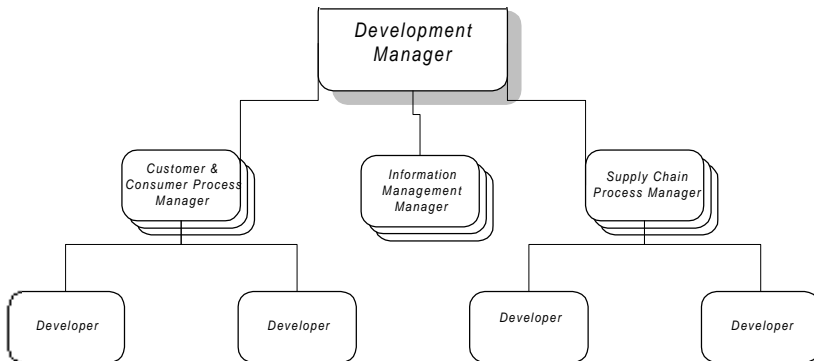 Development
Manager
Customer &
Consumer Process
Manager
Information
Management
Manager
Supply Chain
Process Manager
Developer
Developer
Developer
Developer